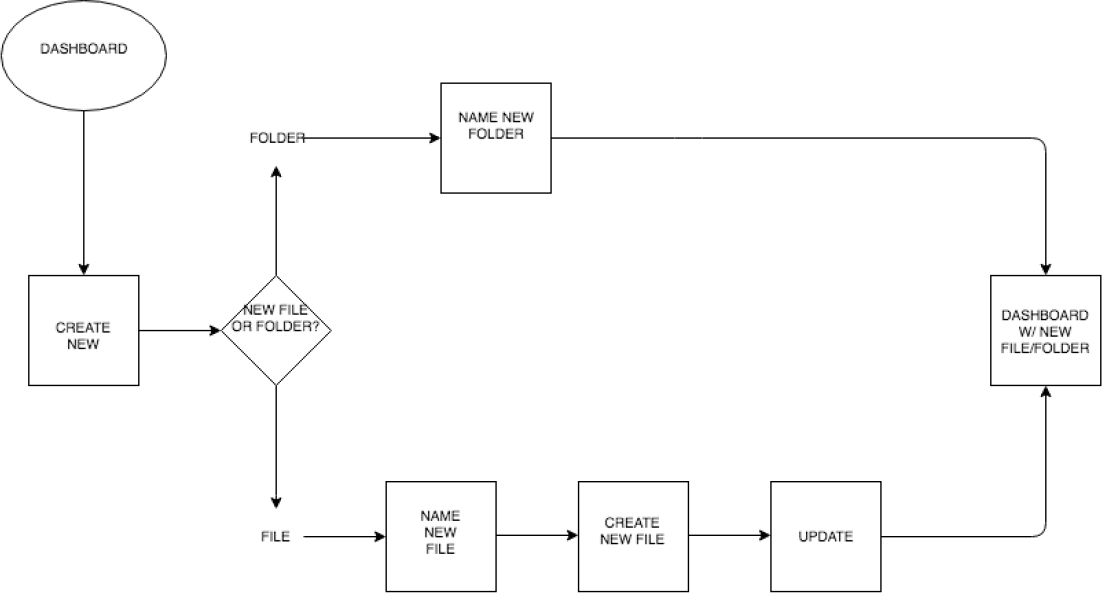 DASHBOARD
FOLDER
NAME NEW
FOLDER
CREATE
NEW
NEW FILE
OR FOLDER?
DASHBOARD
W/ NEW
FILE/FOLDER
FILE
NAME
NEW
FILE
CREATE
NEW FILE
UPDATE